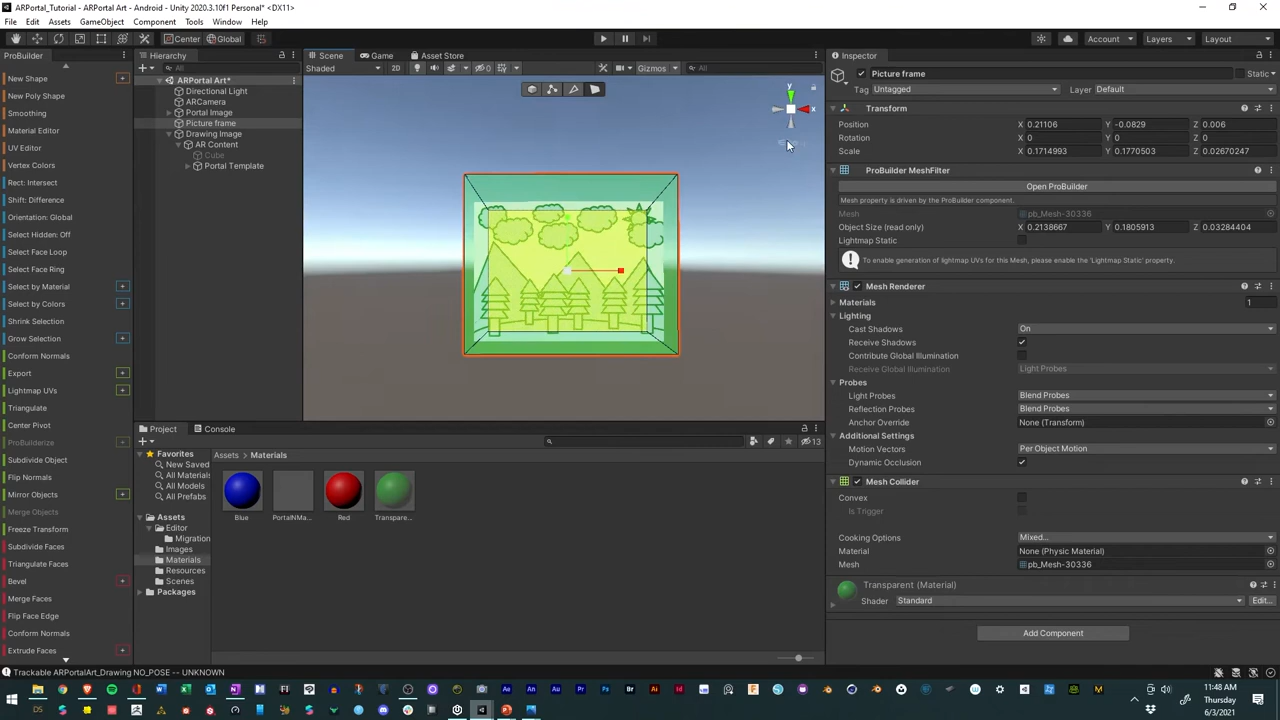 ARPortal_Tutorial - ARPortal Art - Android - Unity 2020.3.10f1 Personal* <DX11>
File Edit Assets GameObject Component Tools Window Help
Center Global Account Layers Layout
ProBuilder
New Shape
New Poly Shape
Smoothing
Material Editor
UV Editor
Vertex Colors
Rect: Intersect
Shift: Difference
Orientation: Global
Select Hidden: Off
Select Face Loop
Select Face Ring
Select by Material
Select by Colors
Shrink Selection
Grow Selection
Conform Normals
Export
Lightmap UVs
Triangulate
Center Pivot
ProBuilderize
Subdivide Object
Flip Normals
Mirror Objects
Merge Objects
Freeze Transform
Subdivide Faces
Triangulate Faces
Bevel
Merge Faces
Flip Face Edge
Conform Normals
Extrude Faces
Hierarchy
All
ARPortal Art*
Directional Light
ARCamera
Portal Image
Picture frame
Drawing Image
AR Content
Cube
Portal Template
Scene Game Asset Store
Shaded 2D 0 Gizmos All
y
x
Project Console
13
Favorites
New Saved
All Materials
All Models
All Prefabs
Assets
Editor
Migration
Images
Materials
Resources
Scenes
Packages
Assets Materials
Blue PortalNMa... Red Transpare...
Inspector
Picture frame Static
Tag Untagged Layer Default
Transform
Position X 0.21106 Y -0.0829 Z 0.006
Rotation X 0 Y 0 Z 0
Scale X 0.1714993 Y 0.1770503 Z 0.02670247
ProBuilder MeshFilter
Open ProBuilder
Mesh property is driven by the ProBuilder component.
Mesh pb_Mesh-30336
Object Size (read only) X 0.2138667 Y 0.1805913 Z 0.03284404
Lightmap Static
To enable generation of lightmap UVs for this Mesh, please enable the 'Lightmap Static' property.
Mesh Renderer
Materials 1
Lighting
Cast Shadows On
Receive Shadows
Contribute Global Illumination
Receive Global Illumination Light Probes
Probes
Light Probes Blend Probes
Reflection Probes Blend Probes
Anchor Override None (Transform)
Additional Settings
Motion Vectors Per Object Motion
Dynamic Occlusion
Mesh Collider
Convex
Is Trigger
Cooking Options Mixed...
Material None (Physic Material)
Mesh pb_Mesh-30336
Transparent (Material)
Shader Standard Edit...
Add Component
Trackable ARPortalArt_Drawing NO_POSE -- UNKNOWN
11:48 AM
Thursday
6/3/2021